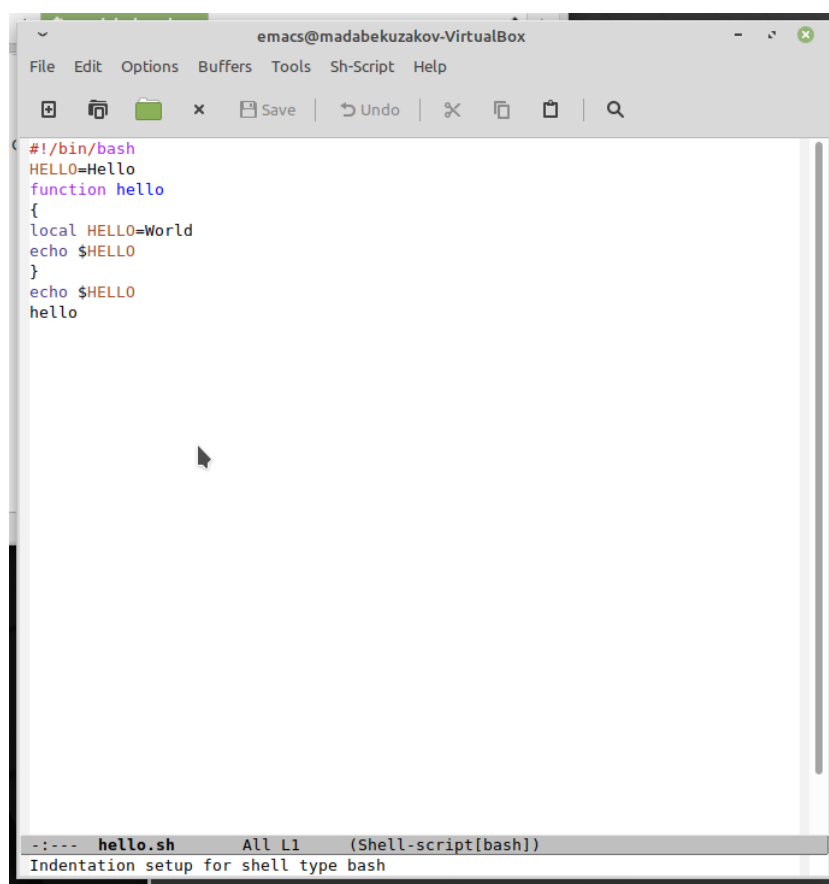 emacs@madabekuzakov-VirtualBox
File Edit Options Buffers Tools Sh-Script Help
Save Undo
#!/bin/bash
HELLO=Hello
function hello
{
local HELLO=World
echo $HELLO
}
echo $HELLO
hello
-:--- hello.sh All L1 (Shell-script[bash])
Indentation setup for shell type bash